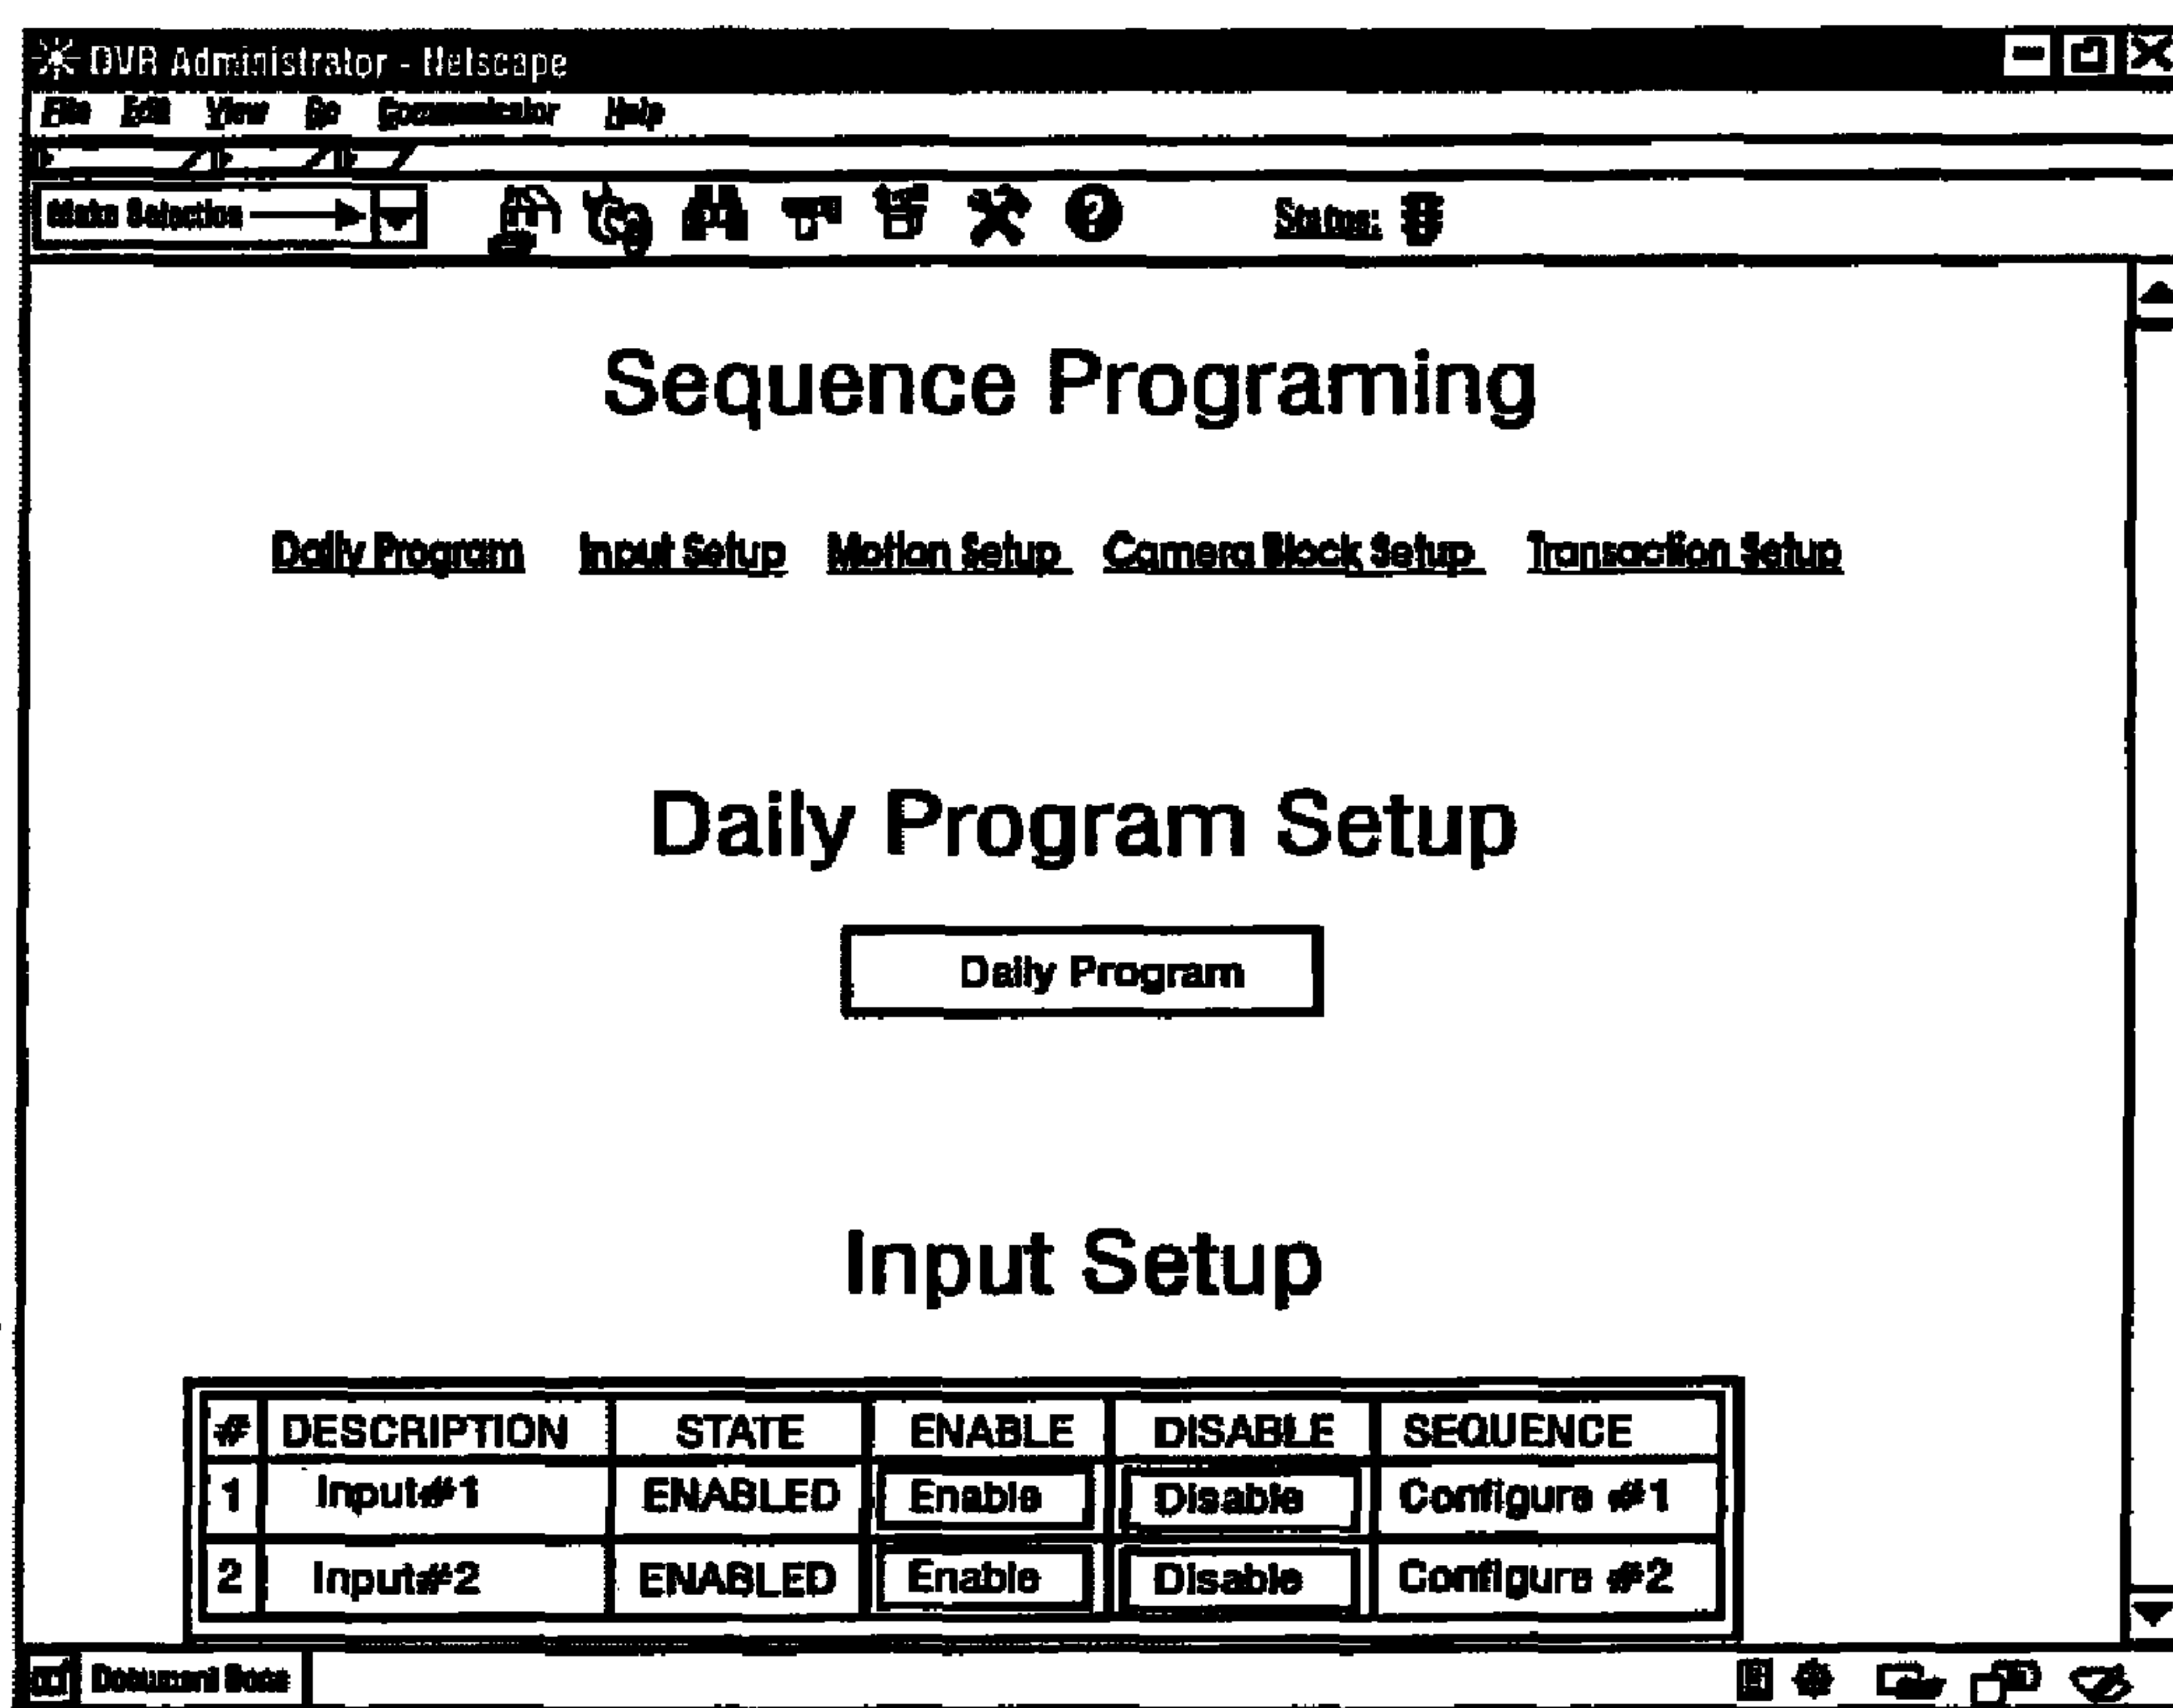 DVR Administrator - Netscape
File Edit View Go Communicator Help
Make Selection Status:
Sequence Programing
Daily Program Input Setup Motion Setup Camera Block Setup Transaction Setup
Daily Program Setup
Daily Program
Input Setup
# DESCRIPTION STATE ENABLE DISABLE SEQUENCE
1 Input#1 ENABLED Enable Disable Configure #1
2 Input#2 ENABLED Enable Disable Configure #2
Document Done